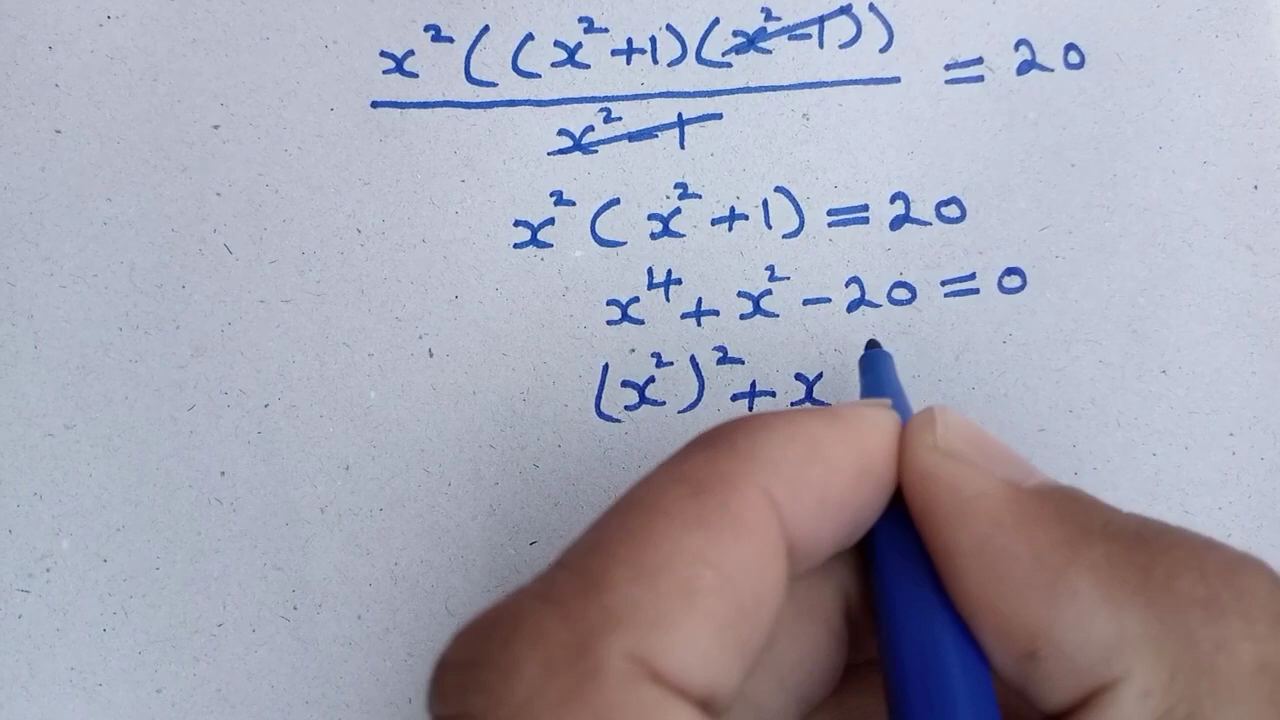 x²((x²+1)(x²-1))
x²-1
= 20
x²(x²+1)=20
x⁴+x²-20=0
(x²)²+x